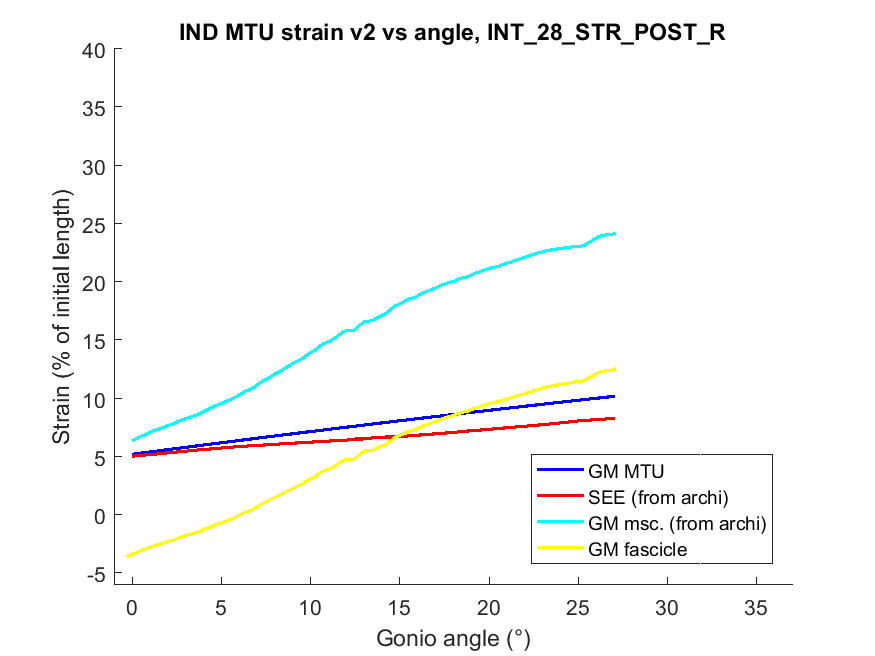 IND MTU strain v2 vs angle, INT_28_STR_POST_R
Strain (% of initial length)
40
35
30
25
20
15
10
5
0
-5
0 5 10 15 20 25 30 35
Gonio angle (°)
GM MTU
SEE (from archi)
GM msc. (from archi)
GM fascicle